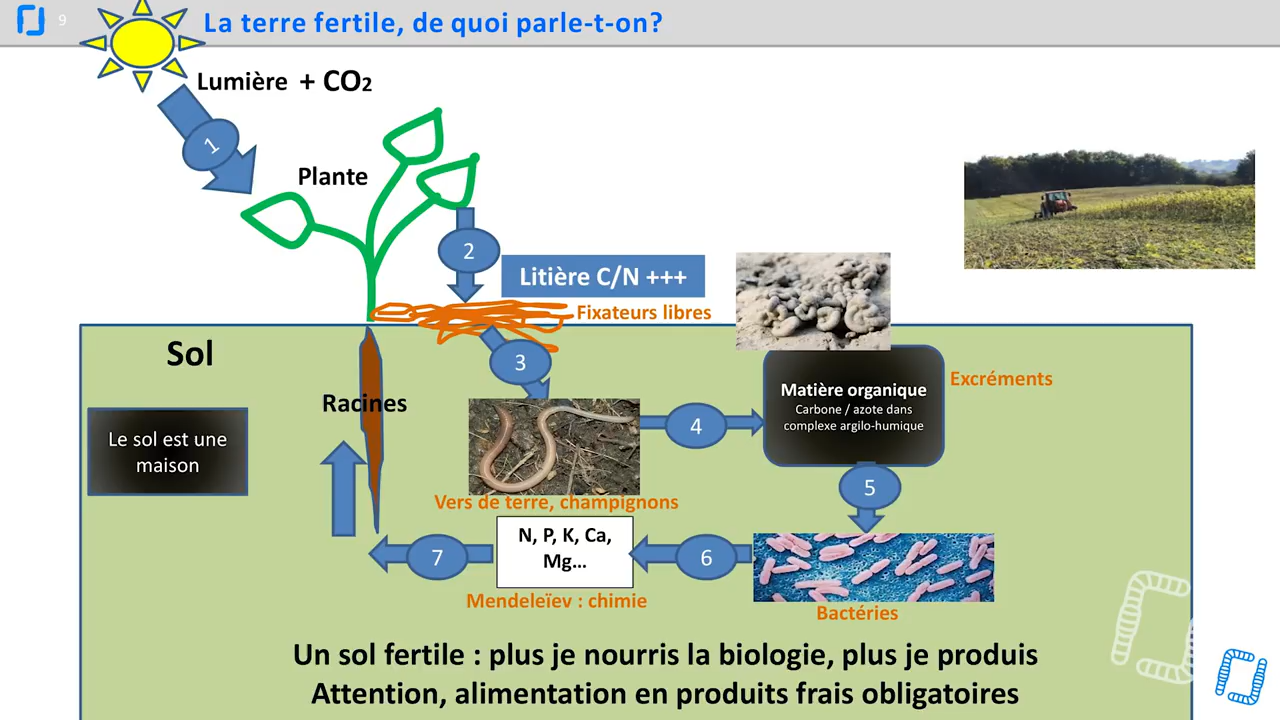 9
La terre fertile, de quoi parle-t-on?
Lumière + CO2
1
Plante
2
Litière C/N +++
Fixateurs libres
Sol
3
Excréments
Matière organique
Carbone / azote dans
complexe argilo-humique
Racines
4
Le sol est une
maison
5
Vers de terre, champignons
N, P, K, Ca,
Mg...
7
6
Mendeleïev : chimie
Bactéries
Un sol fertile : plus je nourris la biologie, plus je produis
Attention, alimentation en produits frais obligatoires